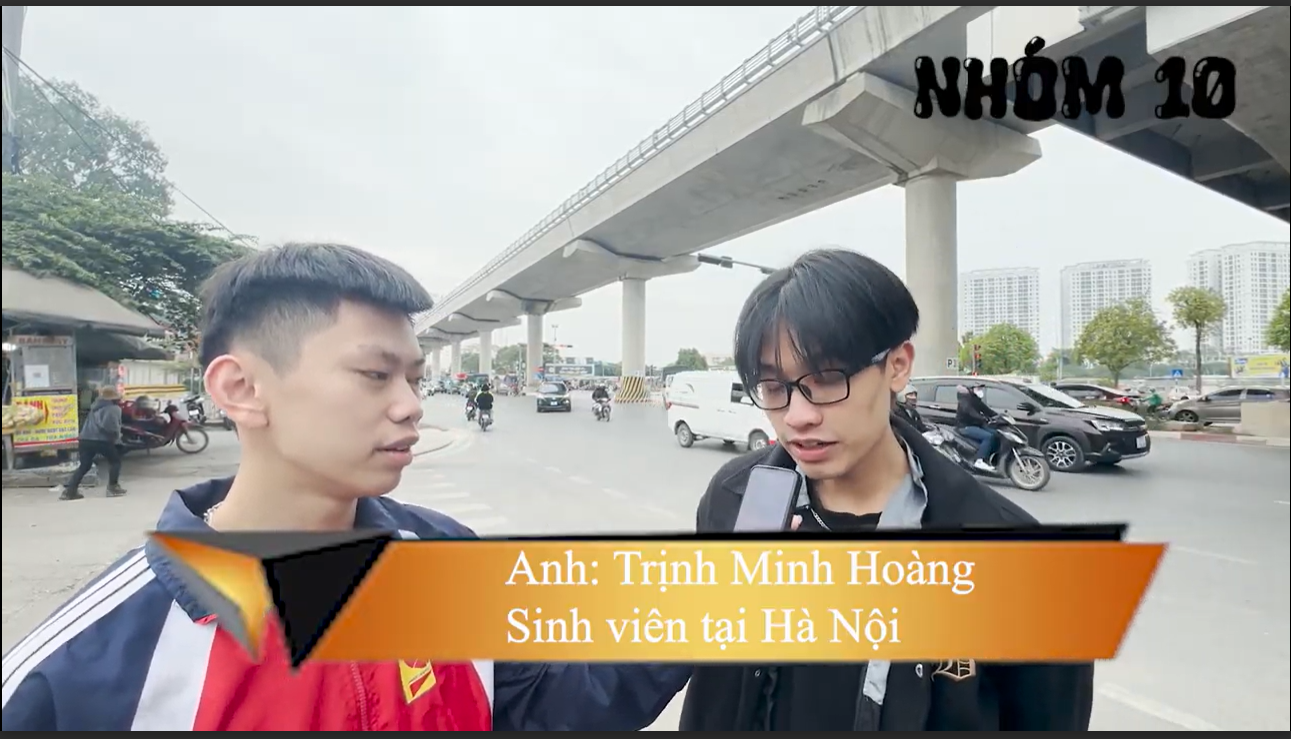 NHÓM 10
Anh: Trịnh Minh Hoàng
Sinh viên tại Hà Nội